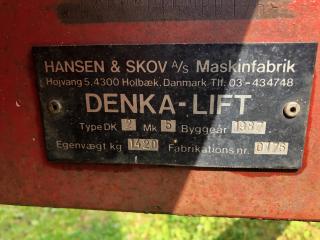 HANSEN & SKOV A/S Maskinfabrik
Højvang 5.4300 Holbæk. Danmark Tlf. 03-434748
DENKA-LIFT
Type DK 2 Mk 5 Byggeår 1987
Egenvægt kg 1420 Fabrikations nr.